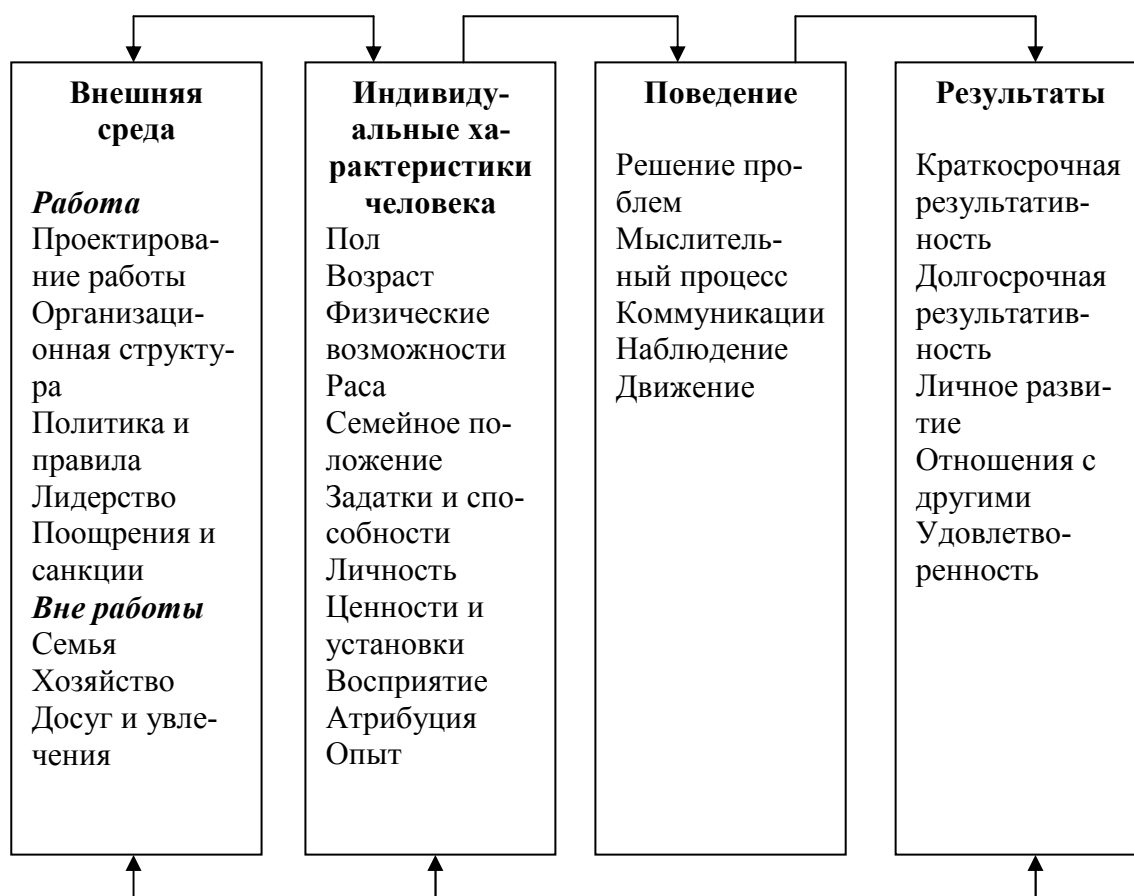 Внешняя
среда
Работа
Проектирова-
ние работы
Организаци-
онная структу-
ра
Политика и
правила
Лидерство
Поощрения и
санкции
Вне работы
Семья
Хозяйство
Досуг и увле-
чения
Индивиду-
альные ха-
рактеристики
человека
Пол
Возраст
Физические
возможности
Раса
Семейное по-
ложение
Задатки и спо-
собности
Личность
Ценности и
установки
Восприятие
Атрибуция
Опыт
Поведение
Решение про-
блем
Мыслитель-
ный процесс
Коммуникации
Наблюдение
Движение
Результаты
Краткосрочная
результатив-
ность
Долгосрочная
результатив-
ность
Личное разви-
тие
Отношения с
другими
Удовлетво-
ренность